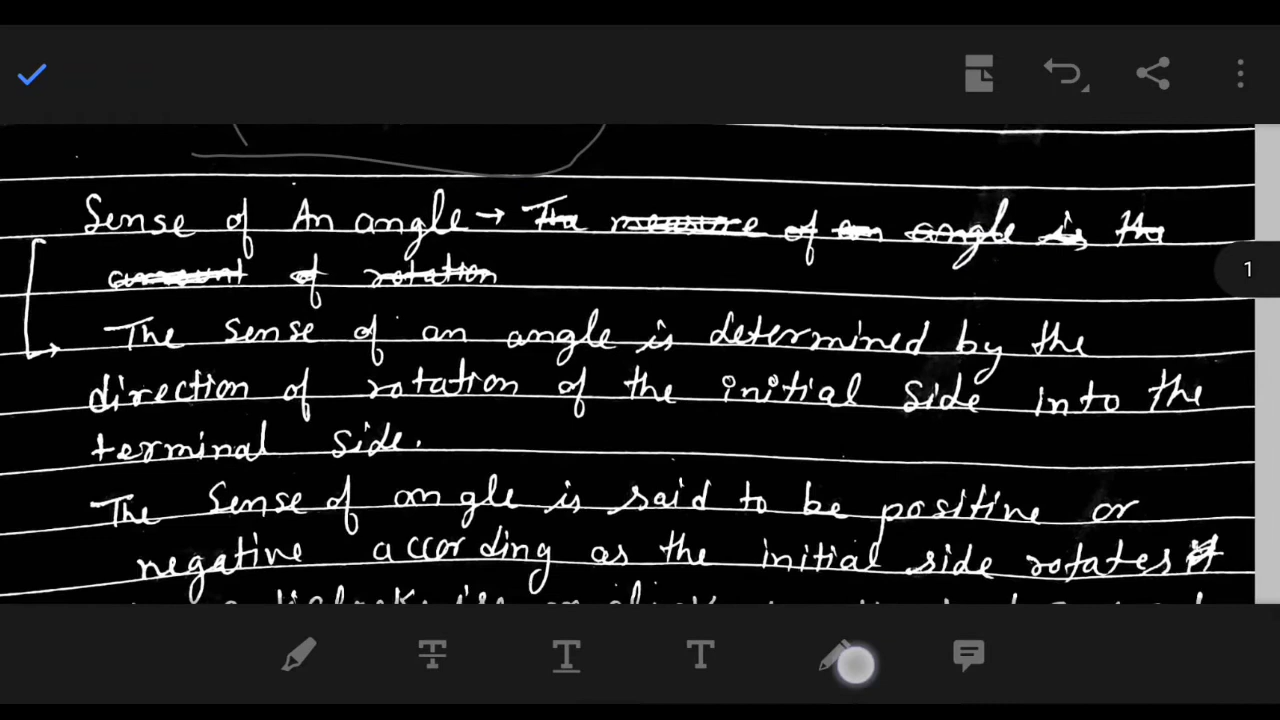 Sense of An angle → The measure of an angle is the
amount of rotation
The sense of an angle is determined by the
direction of rotation of the initial side into the
terminal side.
The Sense of angle is said to be positive or
negative according as the initial side rotates
1
T
T
T